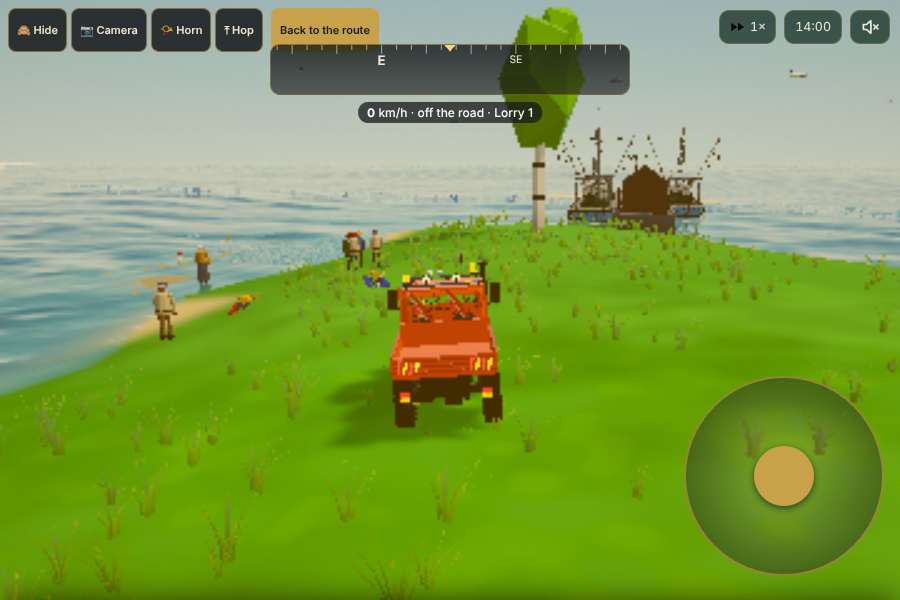 Hide
Camera
Horn
Hop
Back to the route
1×
14:00
E
SE
0 km/h · off the road · Lorry 1